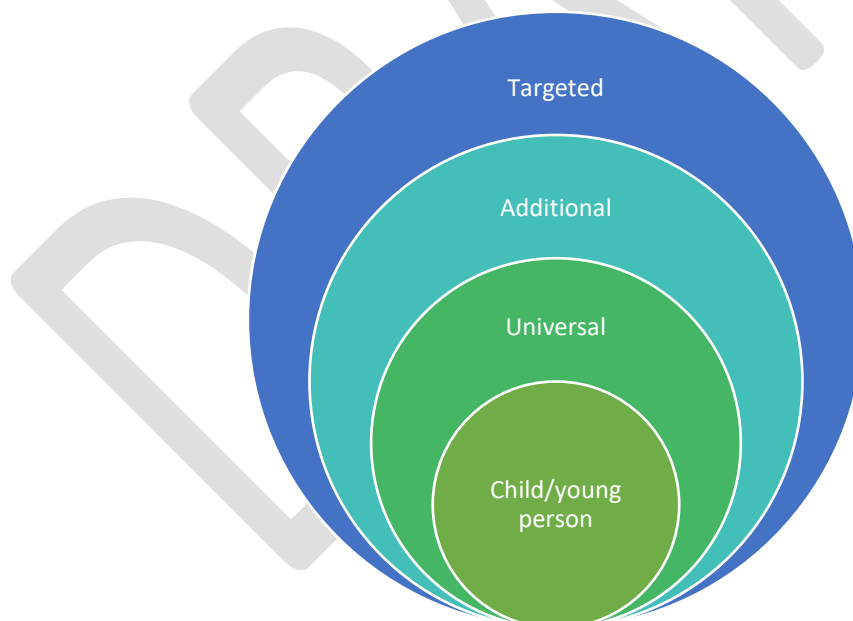 Targeted
Additional
Universal
Child/young
person